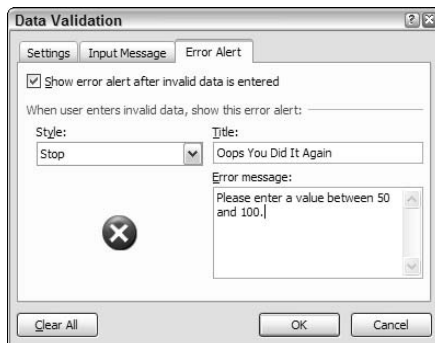 Data Validation
Settings Input Message Error Alert
Show error alert after invalid data is entered
When user enters invalid data, show this error alert:
Style: Title:
Stop Oops You Did It Again
Error message:
Please enter a value between 50
and 100.
Clear All OK Cancel